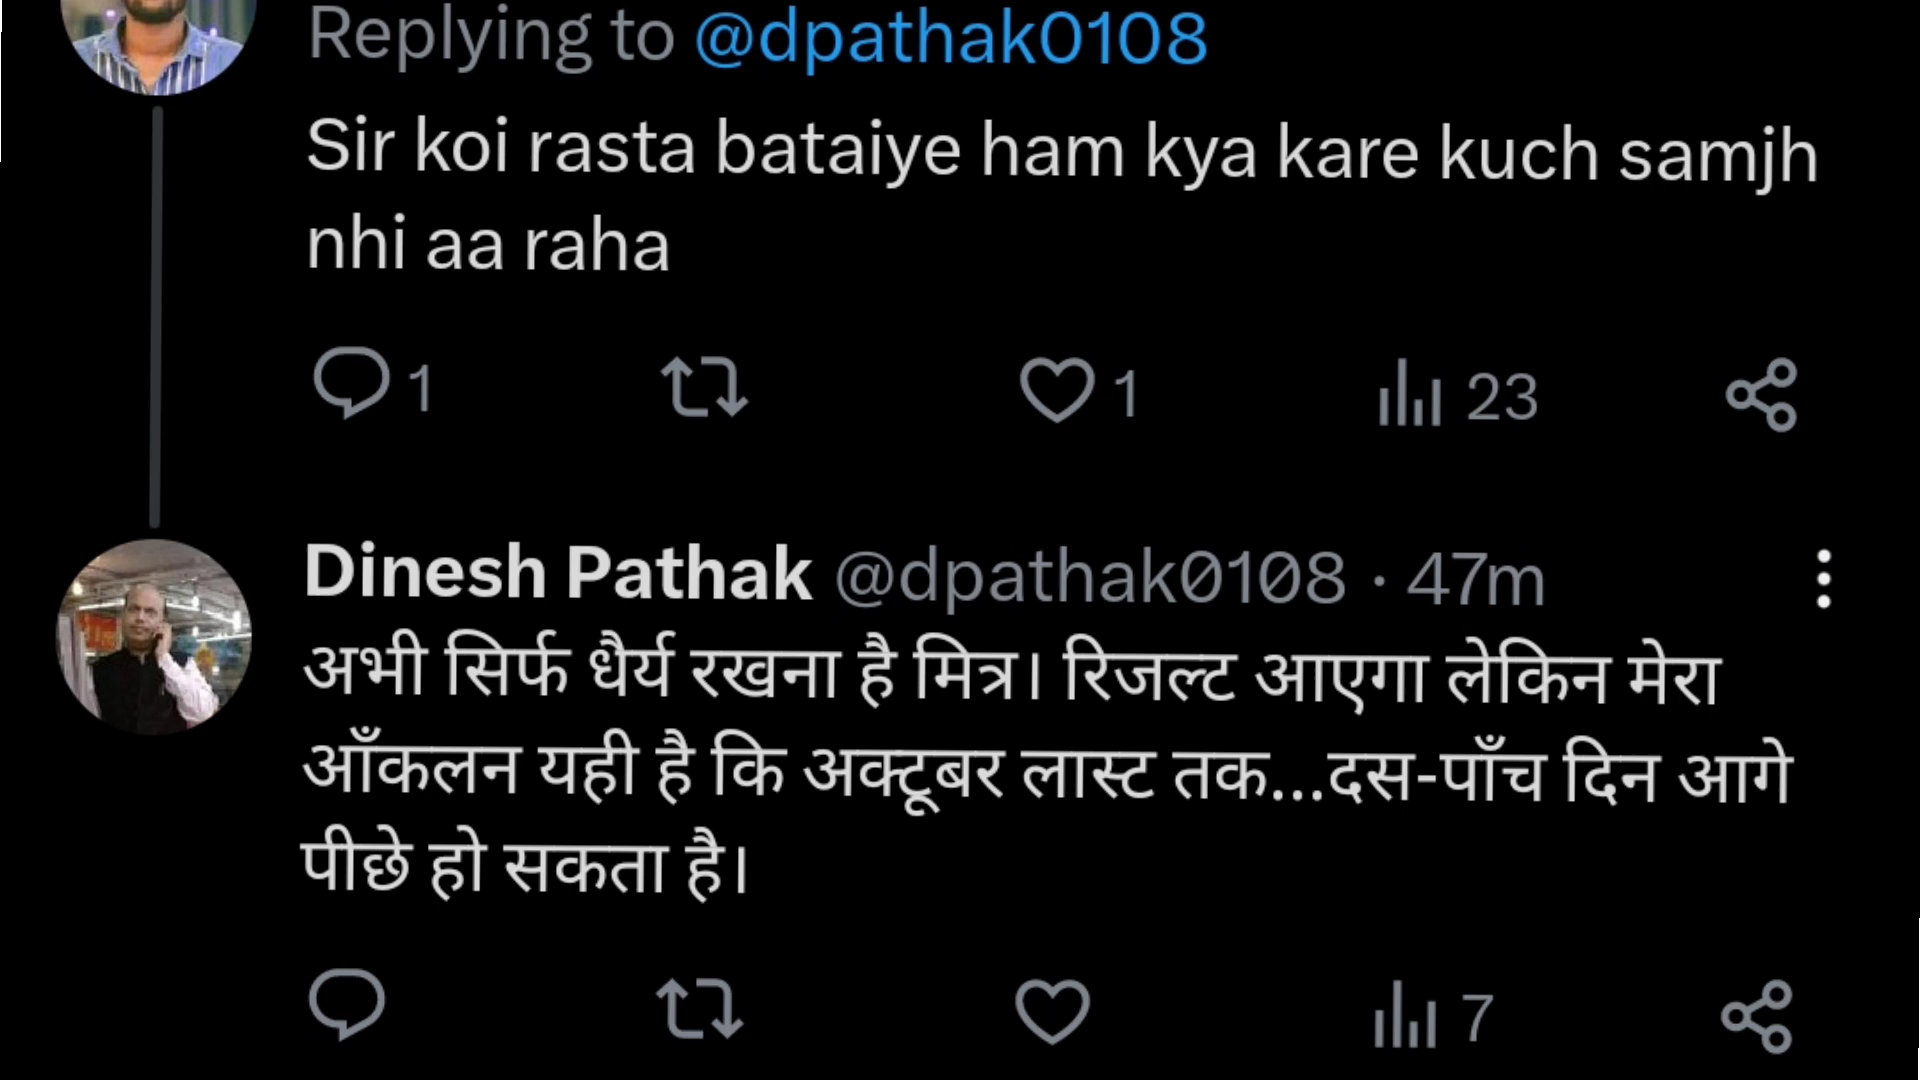 Replying to @dpathak0108
Sir koi rasta bataiye ham kya kare kuch samjh
nhi aa raha
1 1 23
Dinesh Pathak @dpathak0108 · 47m
अभी सिर्फ धैर्य रखना है मित्र। रिजल्ट आएगा लेकिन मेरा
आँकलन यही है कि अक्टूबर लास्ट तक...दस-पाँच दिन आगे
पीछे हो सकता है।
7